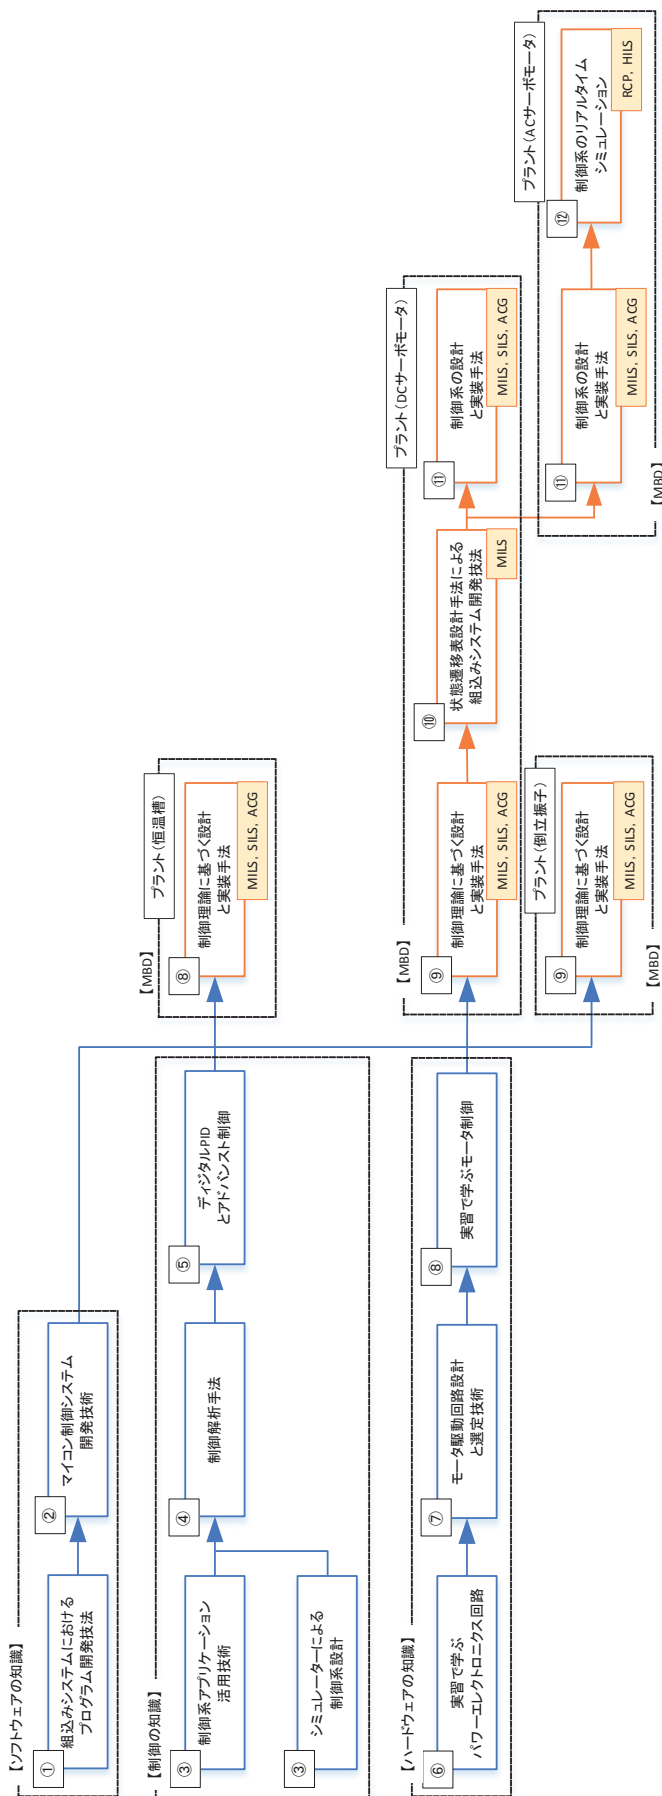 【ソフトウェアの知識】
①
組込みシステムにおける
プログラム開発技法
②
マイコン制御システム
開発技術
【制御の知識】
③
制御系アプリケーション
活用技術
③
シミュレーターによる
制御系設計
④
制御解析手法
⑤
ディジタルPID
とアドバンスト制御
【ハードウェアの知識】
⑥
実習で学ぶ
パワーエレクトロニクス回路
⑦
モータ駆動回路設計
と選定技術
⑧
実習で学ぶモータ制御
【MBD】
プラント(恒温槽)
⑧
制御理論に基づく設計
と実装手法
MILS, SILS, ACG
【MBD】
プラント(DCサーボモータ)
⑨
制御理論に基づく設計
と実装手法
MILS, SILS, ACG
⑩
状態遷移表設計手法による
組込みシステム開発技法
MILS
⑪
制御系の設計
と実装手法
MILS, SILS, ACG
プラント(倒立振子)
⑨
制御理論に基づく設計
と実装手法
MILS, SILS, ACG
【MBD】
プラント(ACサーボモータ)
⑪
制御系の設計
と実装手法
MILS, SILS, ACG
⑫
制御系のリアルタイム
シミュレーション
RCP, HILS
【MBD】